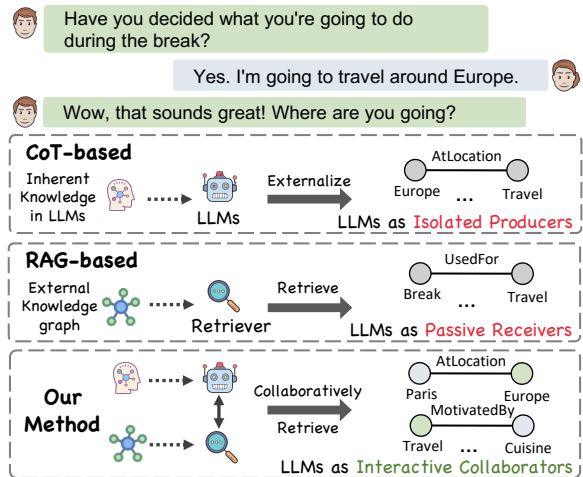 Have you decided what you're going to do
during the break?
Yes. I'm going to travel around Europe.
Wow, that sounds great! Where are you going?
CoT-based
Inherent
Knowledge
in LLMs
LLMs
Externalize
AtLocation
Europe
...
Travel
LLMs as Isolated Producers
RAG-based
External
Knowledge
graph
Retriever
Retrieve
UsedFor
Break
...
Travel
LLMs as Passive Receivers
Our
Method
Collaboratively
Retrieve
AtLocation
Paris
Europe
MotivatedBy
Travel
...
Cuisine
LLMs as Interactive Collaborators